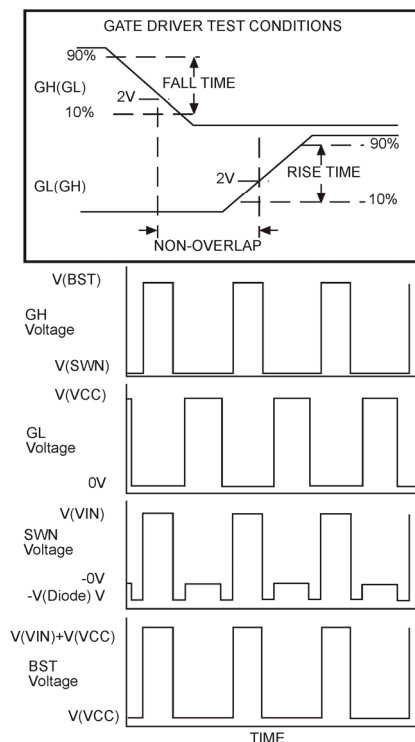 GATE DRIVER TEST CONDITIONS
90%
FALL TIME
GH(GL)
2V
10%
90%
2V
RISE TIME
GL(GH)
10%
NON-OVERLAP
V(BST)
GH
Voltage
V(SWN)
V(VCC)
GL
Voltage
0V
V(VIN)
SWN
Voltage
-0V
-V(Diode) V
V(VIN)+V(VCC)
BST
Voltage
V(VCC)
TIME